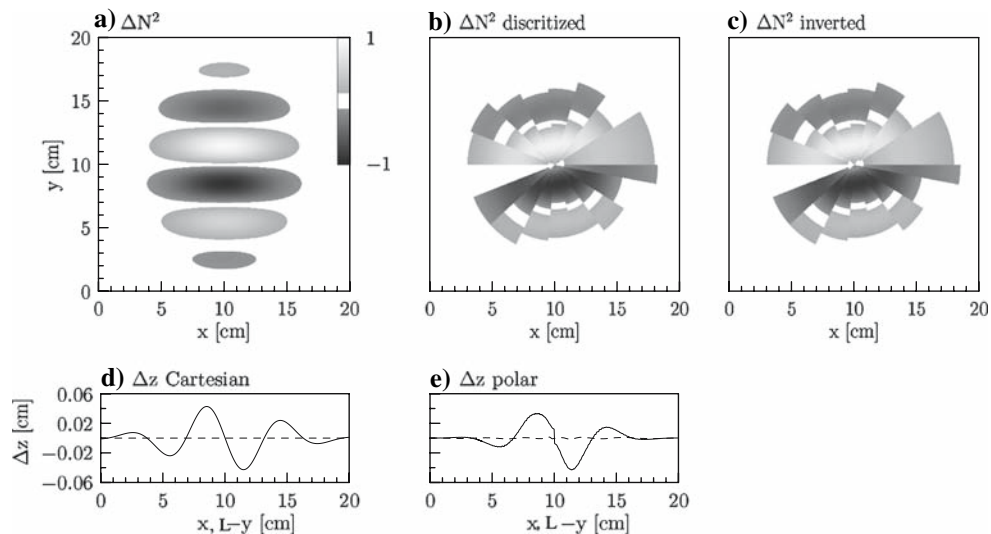 a) ΔN²
b) ΔN² discritized
c) ΔN² inverted
20
15
10
5
0
y [cm]
1
−1
0 5 10 15 20
x [cm]
0 5 10 15 20
x [cm]
0 5 10 15 20
x [cm]
d) Δz Cartesian
e) Δz polar
0.06
0.02
−0.02
−0.06
Δz [cm]
0 5 10 15 20
x, L−y [cm]
0 5 10 15 20
x, L−y [cm]